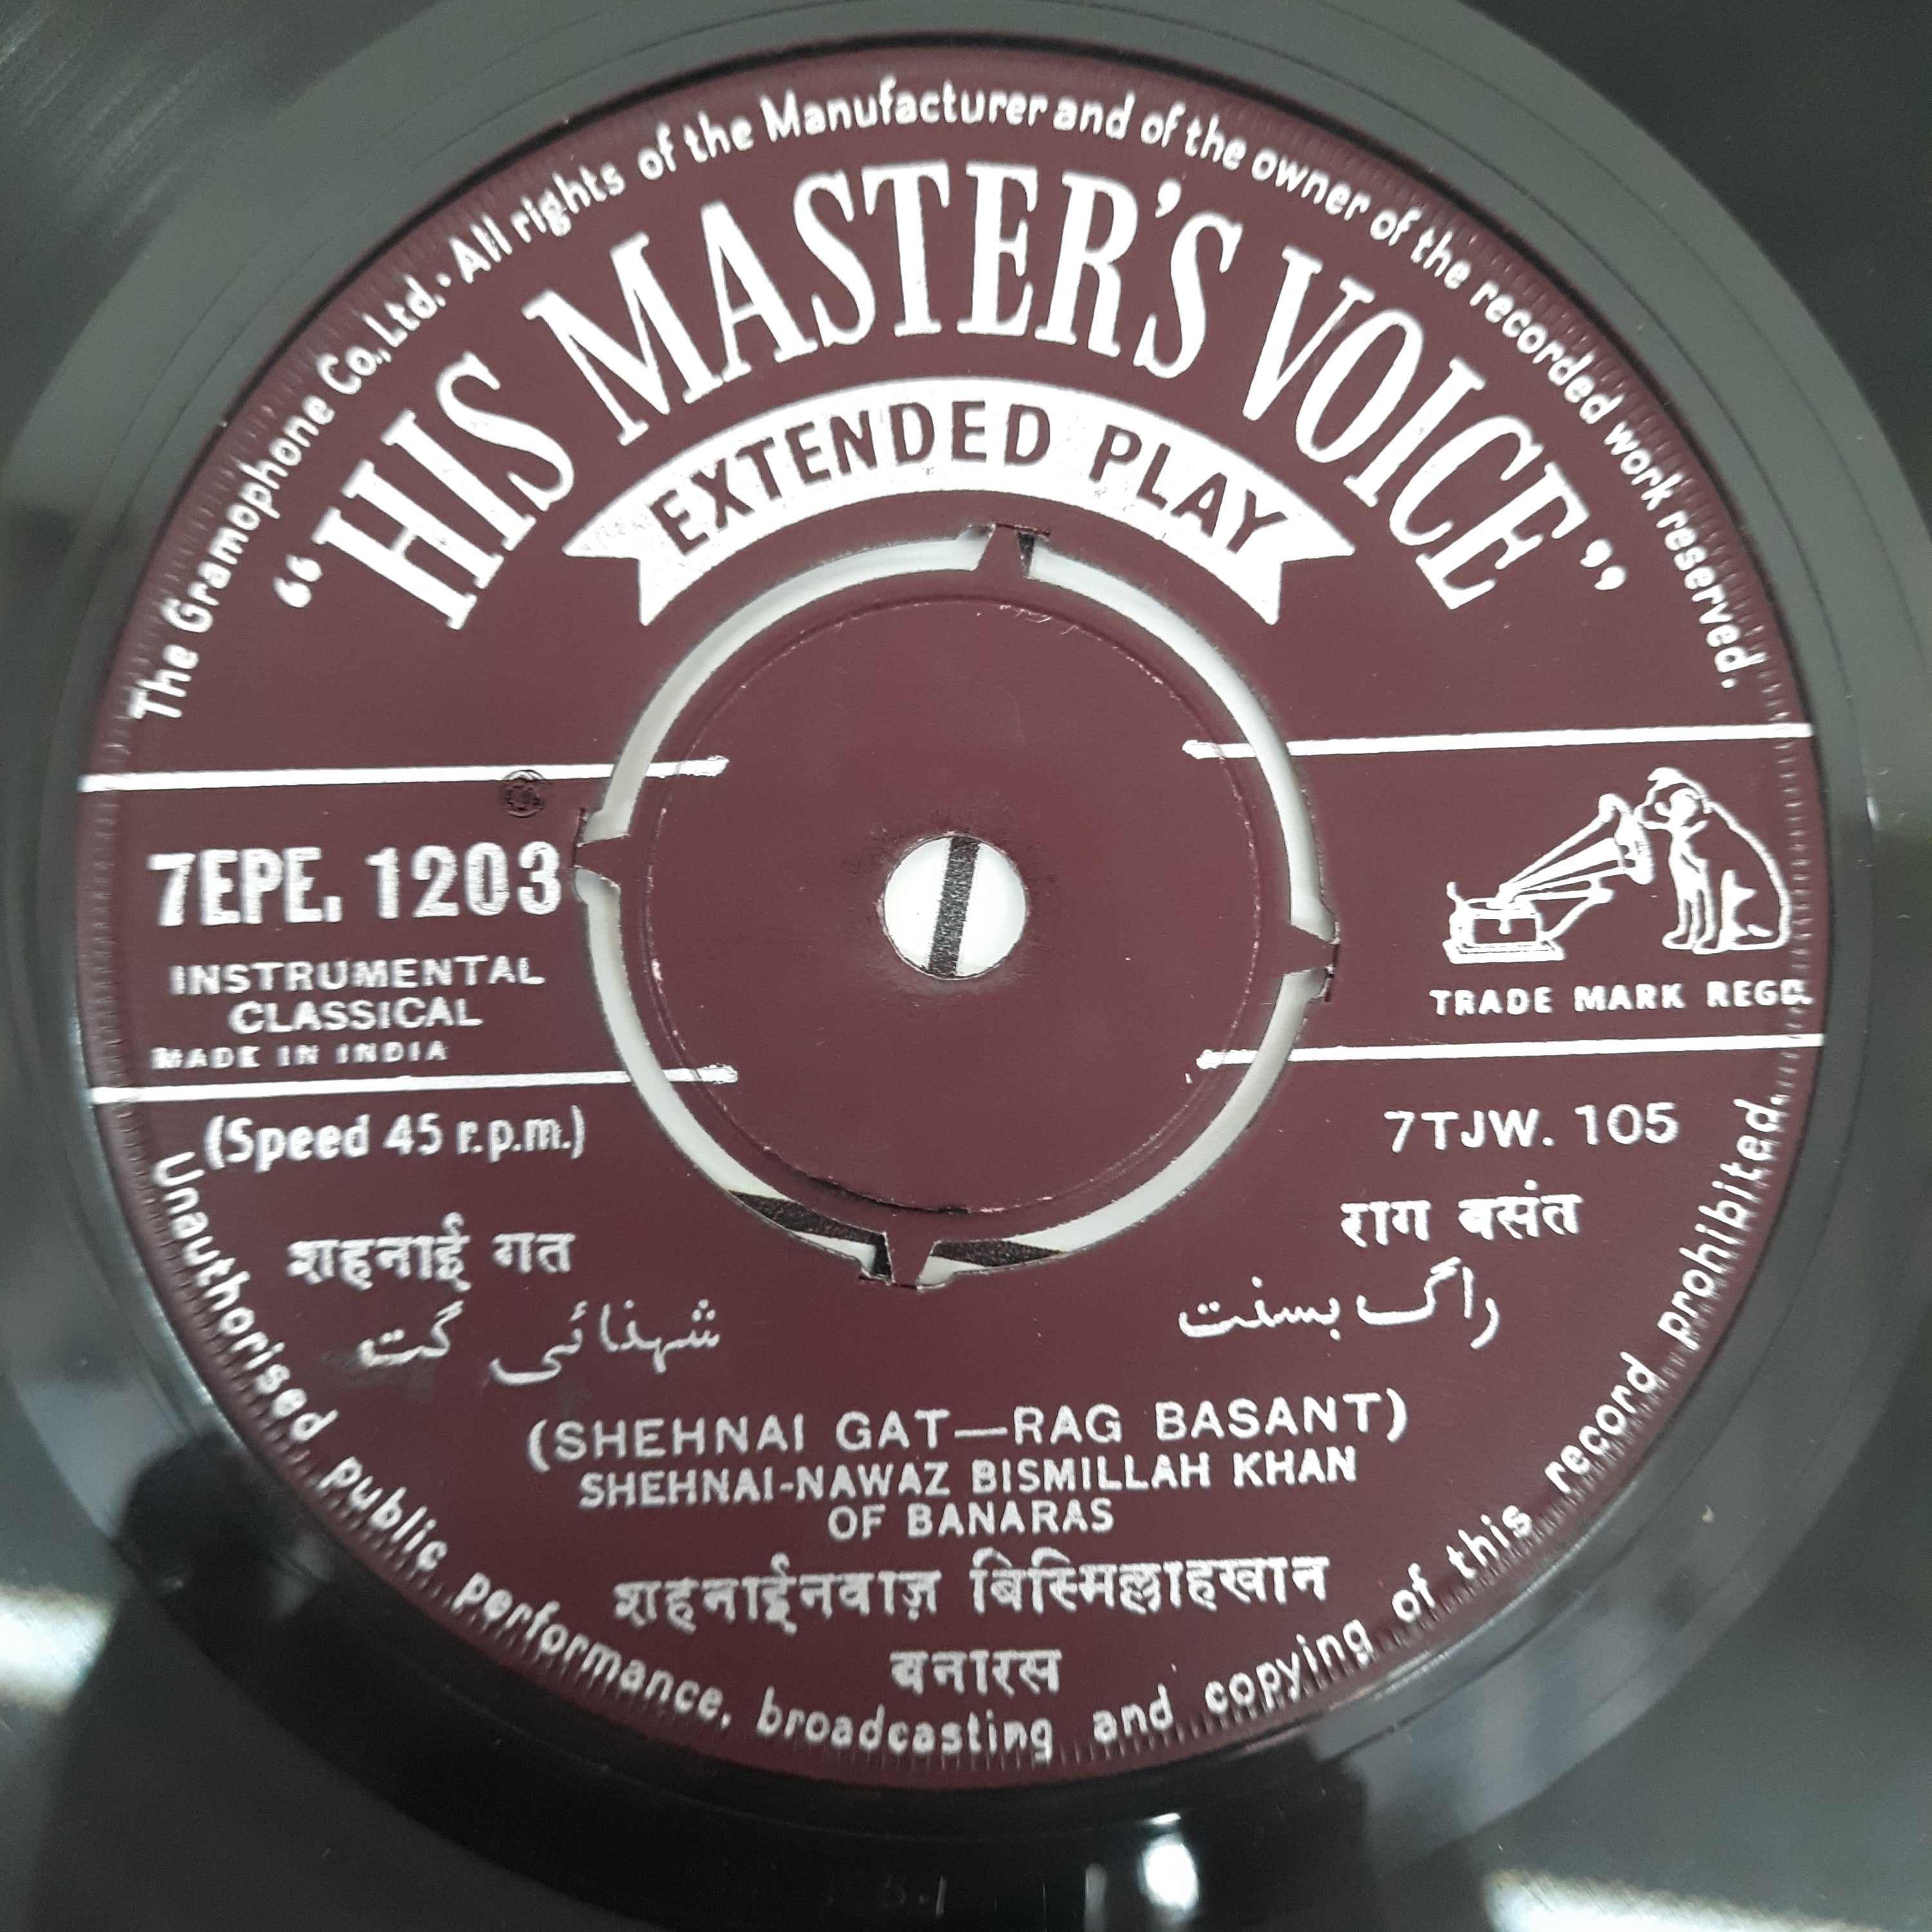 The Gramophone Co., Ltd. · All rights of the Manufacturer and of the owner of the recorded work reserved.
"HIS MASTER'S VOICE"
EXTENDED PLAY
7EPE. 1203
INSTRUMENTAL
CLASSICAL
MADE IN INDIA
TRADE MARK REGD.
(Speed 45 r.p.m.)
7TJW. 105
शहनाई गत
राग बसंत
شہنائی گت
راگ بسنت
(SHEHNAI GAT—RAG BASANT)
SHEHNAI-NAWAZ BISMILLAH KHAN
OF BANARAS
शहनाईनवाज़ बिस्मिल्लाहखान
बनारस
Unauthorised public performance, broadcasting and copying of this record prohibited.